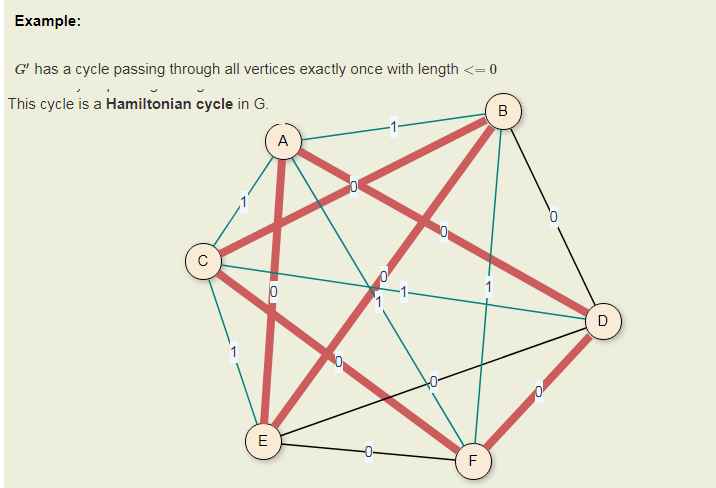 Example:
G' has a cycle passing through all vertices exactly once with length <= 0
This cycle is a Hamiltonian cycle in G.
B
1
A
0
1
0
0
C
0
0
1
1
1
1
D
1
0
0
0
E
0
F